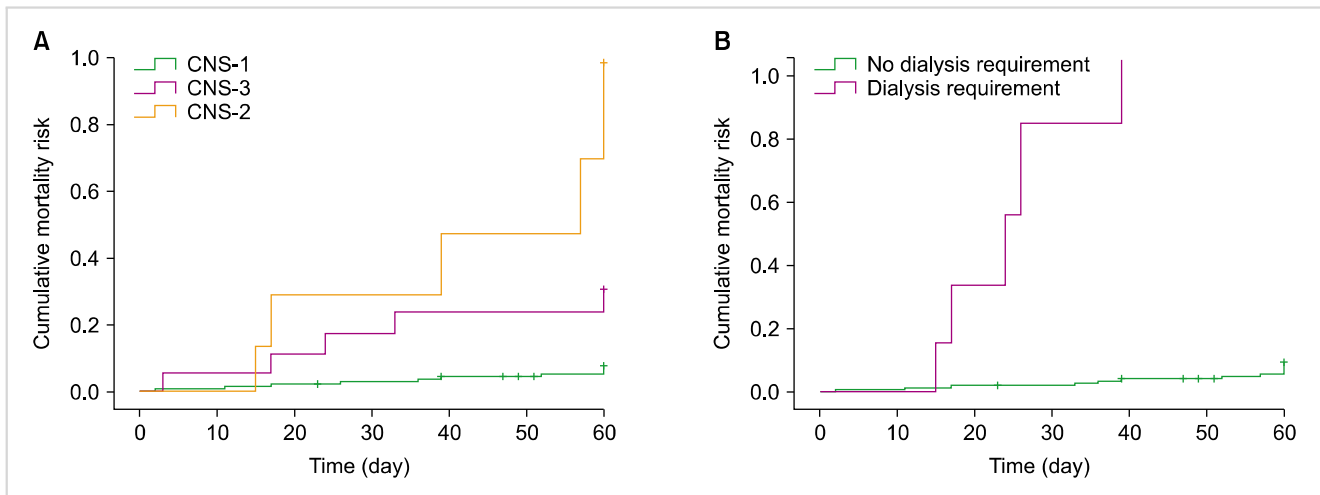 A
CNS-1
CNS-3
CNS-2
Cumulative mortality risk
1.0
0.8
0.6
0.4
0.2
0.0
0 10 20 30 40 50 60
Time (day)
B
No dialysis requirement
Dialysis requirement
Cumulative mortality risk
1.0
0.8
0.6
0.4
0.2
0.0
0 10 20 30 40 50 60
Time (day)